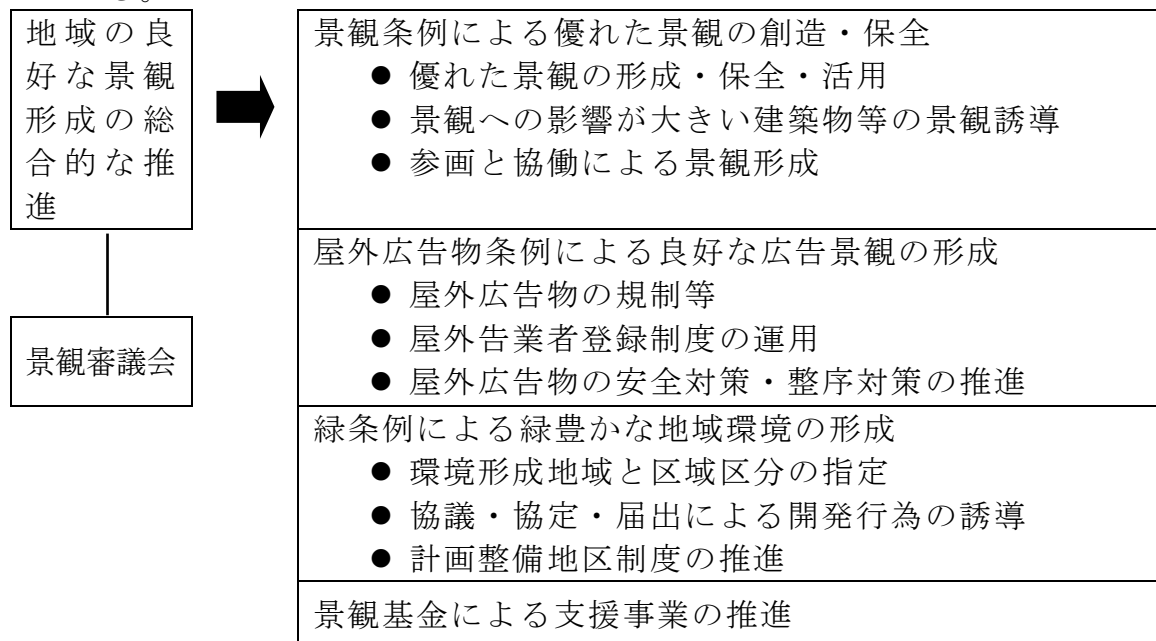 る。
地域の良
好な景観
形成の総
合的な推
進
景観審議会
景観条例による優れた景観の創造・保全
● 優れた景観の形成・保全・活用
● 景観への影響が大きい建築物等の景観誘導
● 参画と協働による景観形成
屋外広告物条例による良好な広告景観の形成
● 屋外広告物の規制等
● 屋外告業者登録制度の運用
● 屋外広告物の安全対策・整序対策の推進
緑条例による緑豊かな地域環境の形成
● 環境形成地域と区域区分の指定
● 協議・協定・届出による開発行為の誘導
● 計画整備地区制度の推進
景観基金による支援事業の推進